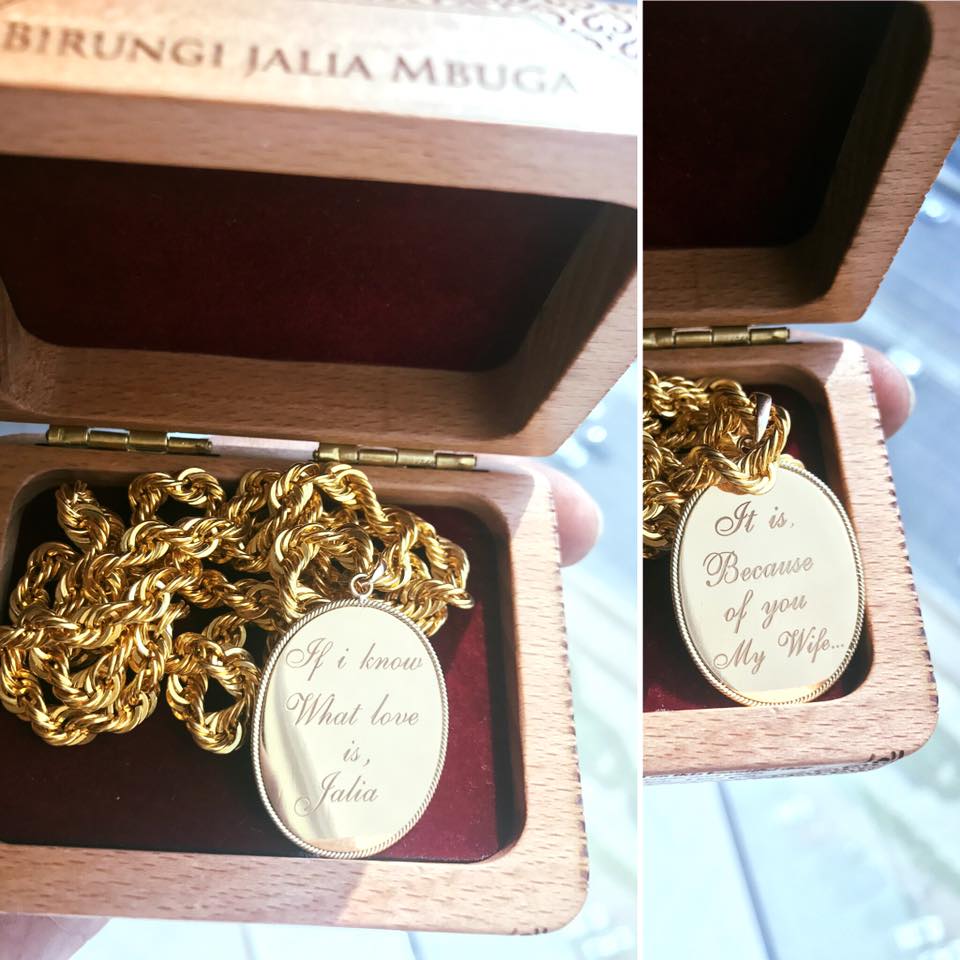 BIRUNGI JALIA MBUGA
If i know
What love
is,
Jalia
It is,
Because
of you
My Wife...